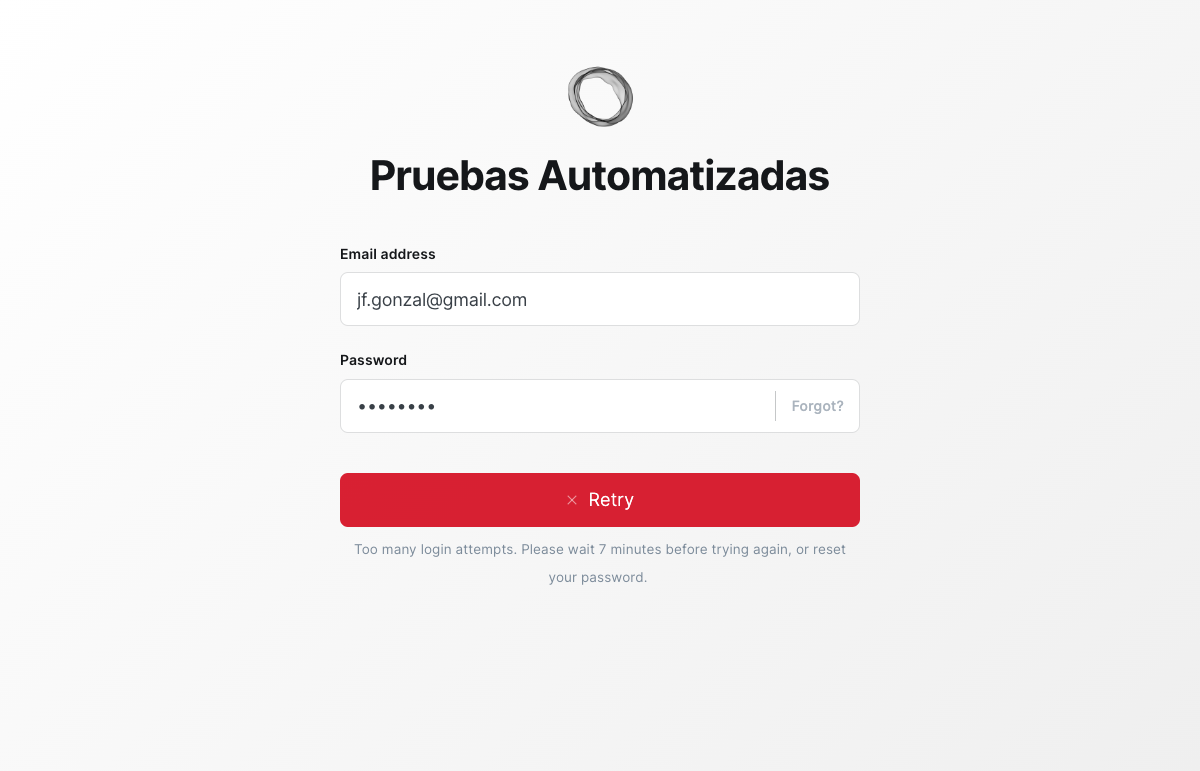 Pruebas Automatizadas
Email address
jf.gonzal@gmail.com
Password
••••••••
Forgot?
× Retry
Too many login attempts. Please wait 7 minutes before trying again, or reset
your password.